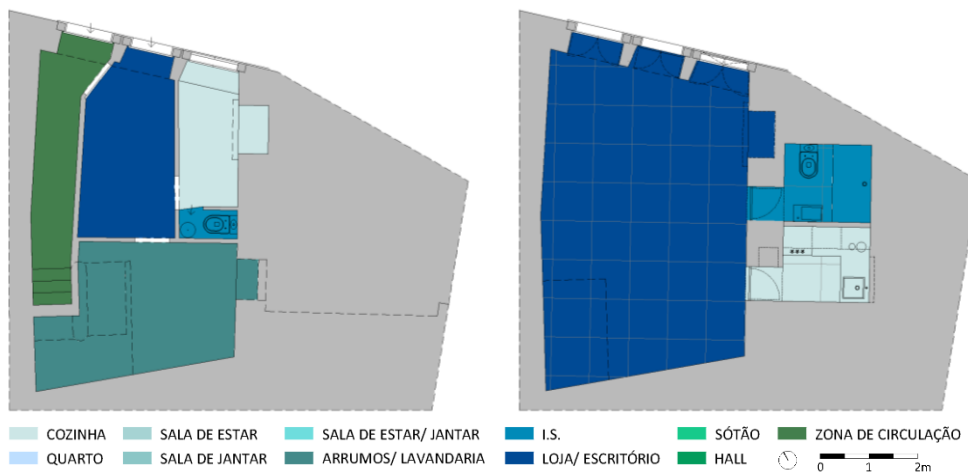 COZINHA SALA DE ESTAR SALA DE ESTAR/ JANTAR I.S. SÓTÃO ZONA DE CIRCULAÇÃO
QUARTO SALA DE JANTAR ARRUMOS/ LAVANDARIA LOJA/ ESCRITÓRIO HALL 0 1 2m